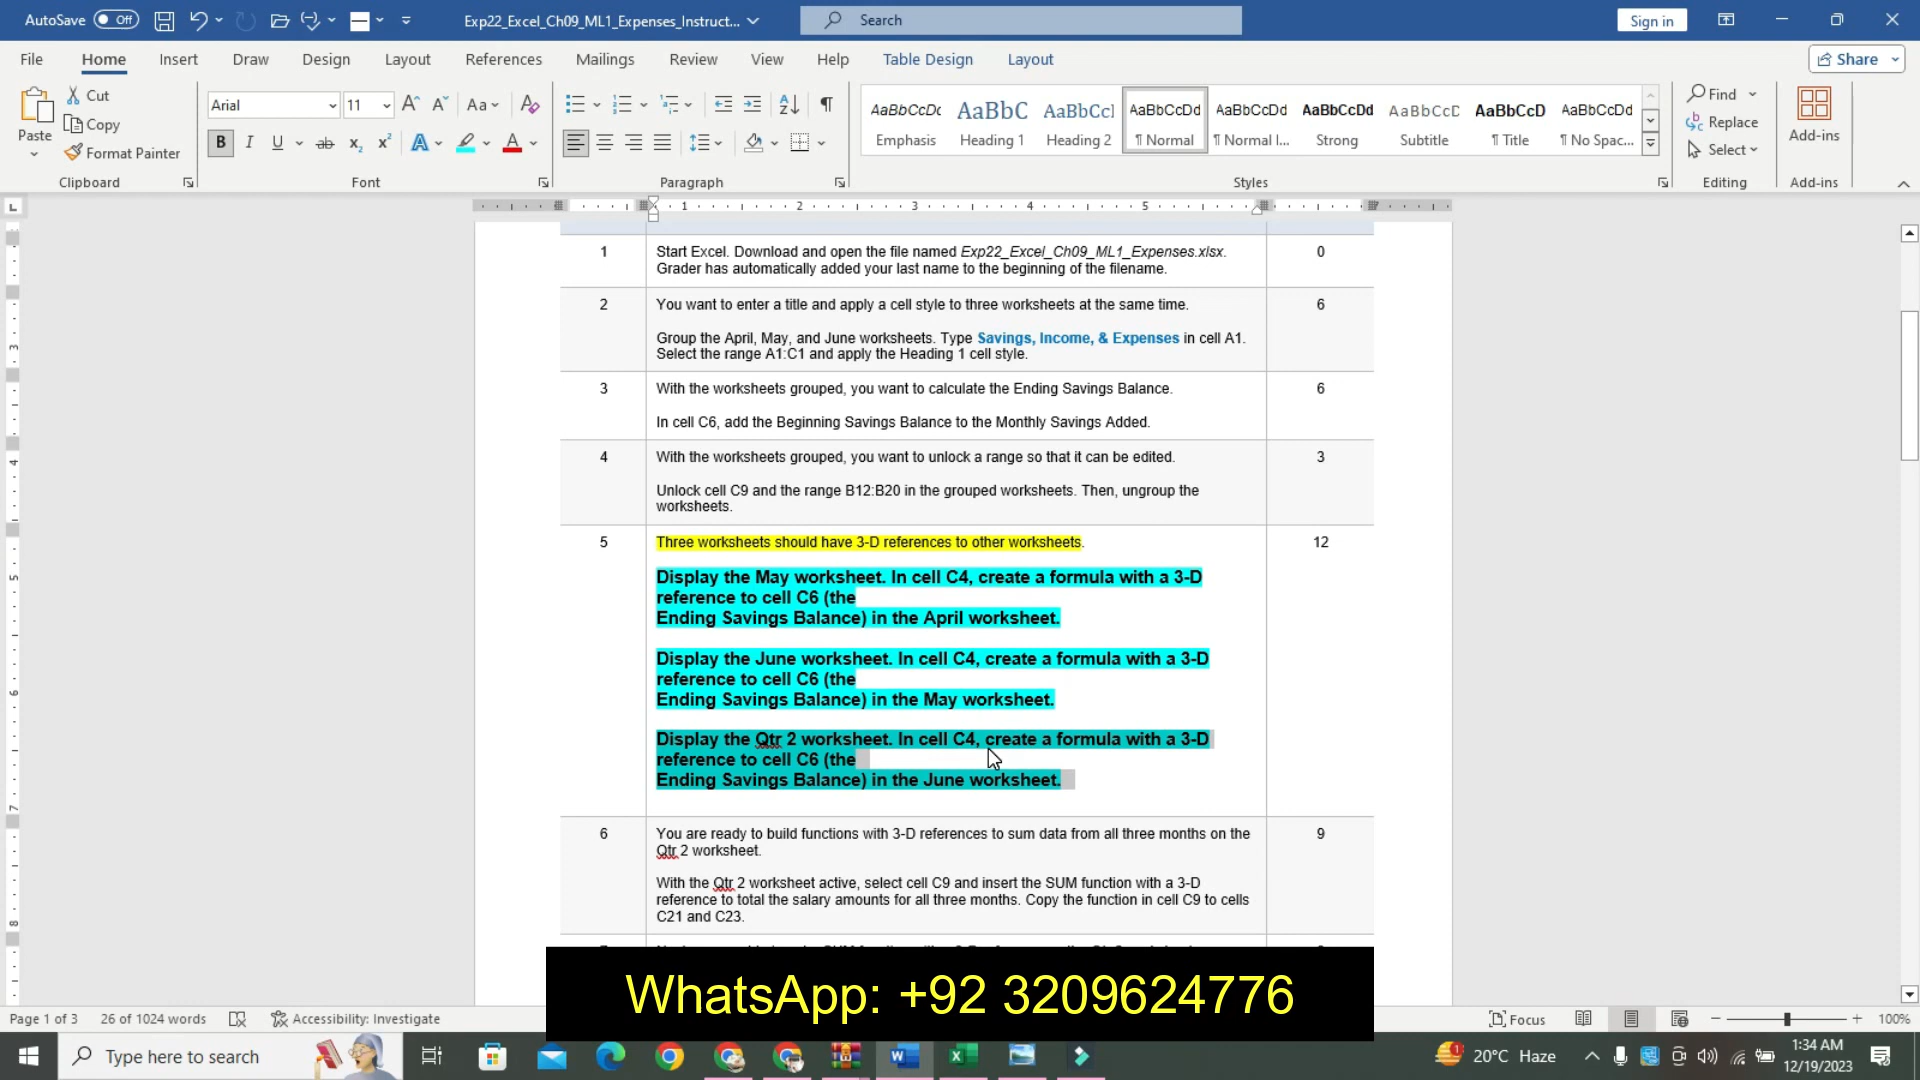 AutoSave Off Exp22_Excel_Ch09_ML1_Expenses_Instruct... Search Sign in
File Home Insert Draw Design Layout References Mailings Review View Help Table Design Layout Share
Paste Cut Copy Format Painter Clipboard
Arial 11 Aa B I U ab x₂ x² A A Font
Paragraph
AaBbCcDc AaBbC AaBbCcI AaBbCcDd AaBbCcDd AaBbCcDd AaBbCcD AaBbCcD AaBbCcDd
Emphasis Heading 1 Heading 2 ¶ Normal ¶ Normal I... Strong Subtitle ¶ Title ¶ No Spac...
Styles
Find Replace Select Editing
Add-ins Add-ins
1 2 3 4 5
1 Start Excel. Download and open the file named Exp22_Excel_Ch09_ML1_Expenses.xlsx. 0
Grader has automatically added your last name to the beginning of the filename.
2 You want to enter a title and apply a cell style to three worksheets at the same time. 6
Group the April, May, and June worksheets. Type Savings, Income, & Expenses in cell A1.
Select the range A1:C1 and apply the Heading 1 cell style.
3 With the worksheets grouped, you want to calculate the Ending Savings Balance. 6
In cell C6, add the Beginning Savings Balance to the Monthly Savings Added.
4 With the worksheets grouped, you want to unlock a range so that it can be edited. 3
Unlock cell C9 and the range B12:B20 in the grouped worksheets. Then, ungroup the
worksheets.
5 Three worksheets should have 3-D references to other worksheets. 12
Display the May worksheet. In cell C4, create a formula with a 3-D
reference to cell C6 (the
Ending Savings Balance) in the April worksheet.
Display the June worksheet. In cell C4, create a formula with a 3-D
reference to cell C6 (the
Ending Savings Balance) in the May worksheet.
Display the Qtr 2 worksheet. In cell C4, create a formula with a 3-D
reference to cell C6 (the
Ending Savings Balance) in the June worksheet.
6 You are ready to build functions with 3-D references to sum data from all three months on the 9
Qtr 2 worksheet.
With the Qtr 2 worksheet active, select cell C9 and insert the SUM function with a 3-D
reference to total the salary amounts for all three months. Copy the function in cell C9 to cells
C21 and C23.
WhatsApp: +92 3209624776
Page 1 of 3 26 of 1024 words Accessibility: Investigate Focus 100%
Type here to search 20°C Haze 1:34 AM
12/19/2023